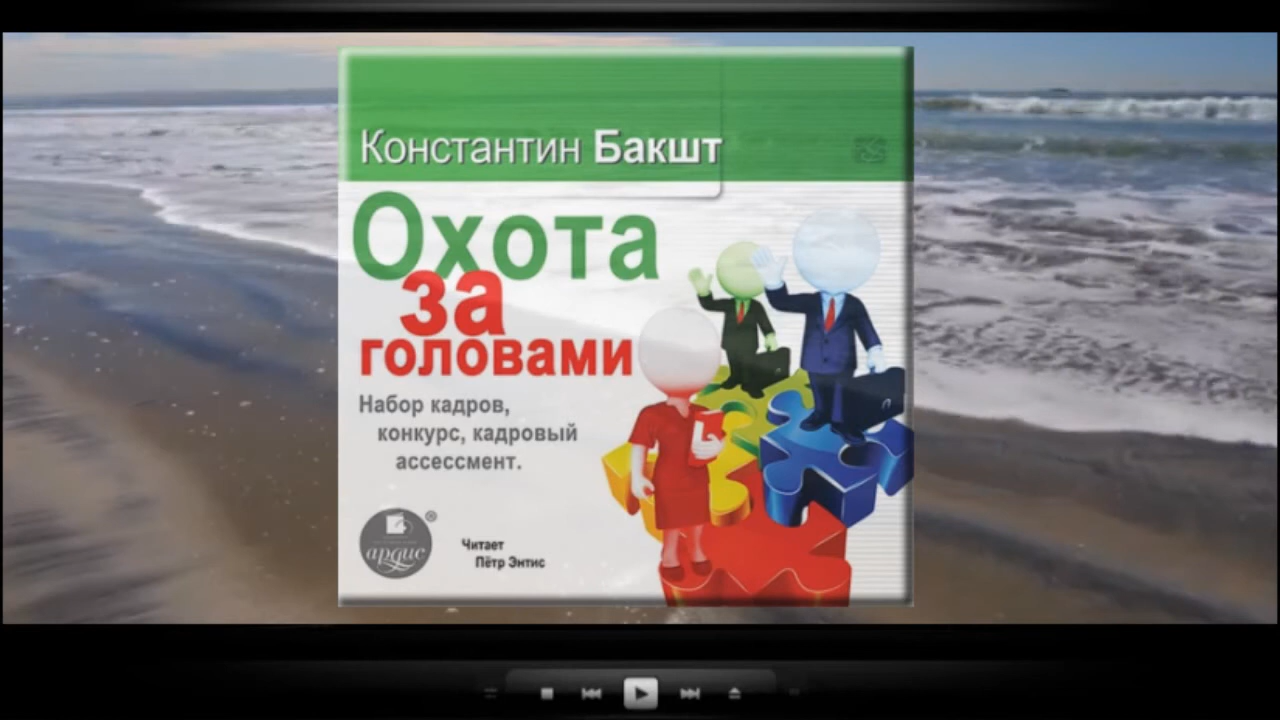 Константин Бакшт
Охота
за
головами
Набор кадров,
конкурс, кадровый
ассессмент.
ардис
®
Читает
Пётр Энтис